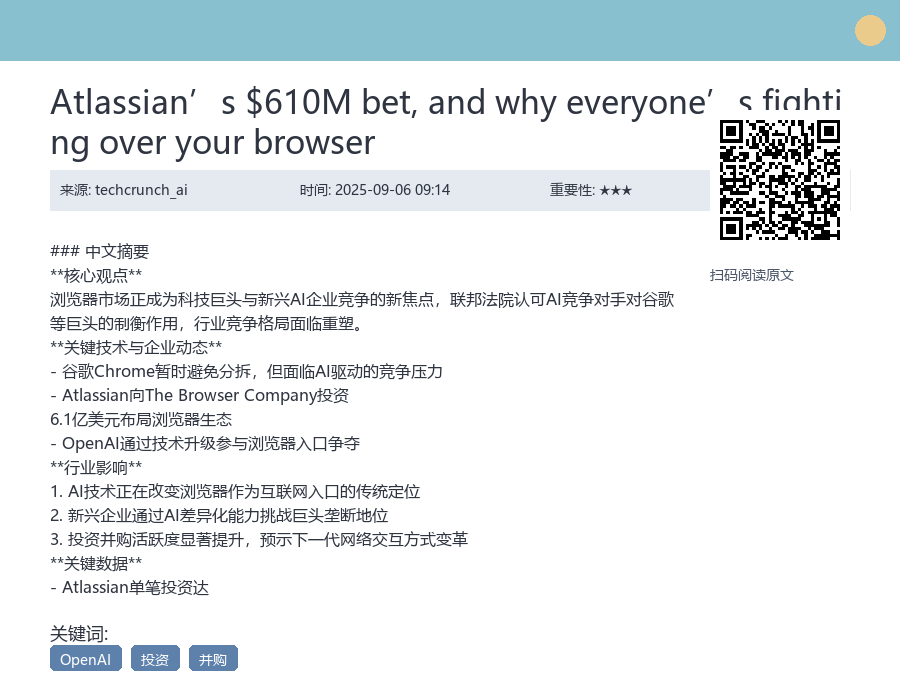 Atlassian’s $610M bet, and why everyone’s fighti
ng over your browser
来源: techcrunch_ai
时间: 2025-09-06 09:14
重要性: ★★★
扫码阅读原文
### 中文摘要
**核心观点**
浏览器市场正成为科技巨头与新兴AI企业竞争的新焦点，联邦法院认可AI竞争对手对谷歌
等巨头的制衡作用，行业竞争格局面临重塑。
**关键技术与企业动态**
- 谷歌Chrome暂时避免分拆，但面临AI驱动的竞争压力
- Atlassian向The Browser Company投资
6.1亿美元布局浏览器生态
- OpenAI通过技术升级参与浏览器入口争夺
**行业影响**
1. AI技术正在改变浏览器作为互联网入口的传统定位
2. 新兴企业通过AI差异化能力挑战巨头垄断地位
3. 投资并购活跃度显著提升，预示下一代网络交互方式变革
**关键数据**
- Atlassian单笔投资达
关键词:
OpenAI
投资
并购